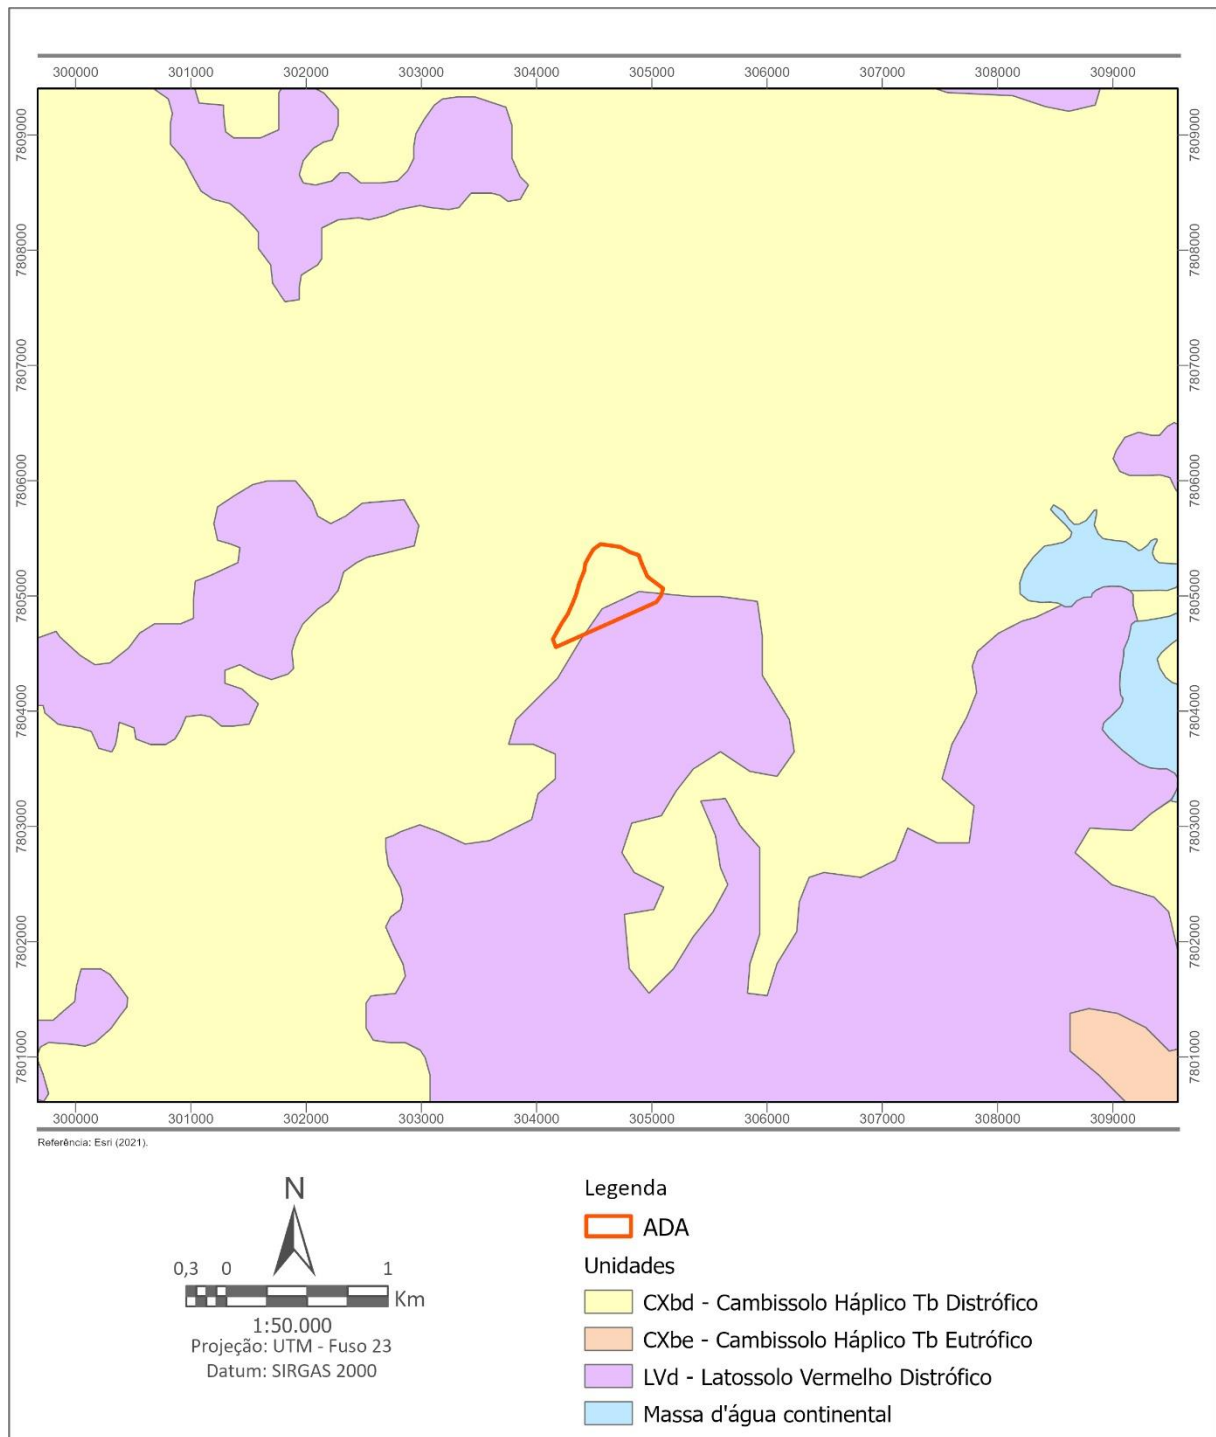 300000 301000 302000 303000 304000 305000 306000 307000 308000 309000
7809000 7809000
7808000 7808000
7807000 7807000
7806000 7806000
7805000 7805000
7804000 7804000
7803000 7803000
7802000 7802000
7801000 7801000
300000 301000 302000 303000 304000 305000 306000 307000 308000 309000
Referência: Esri (2021).
N
0,3 0 1
Km
1:50.000
Projeção: UTM - Fuso 23
Datum: SIRGAS 2000
Legenda
ADA
Unidades
CXbd - Cambissolo Háplico Tb Distrófico
CXbe - Cambissolo Háplico Tb Eutrófico
LVd - Latossolo Vermelho Distrófico
Massa d'água continental